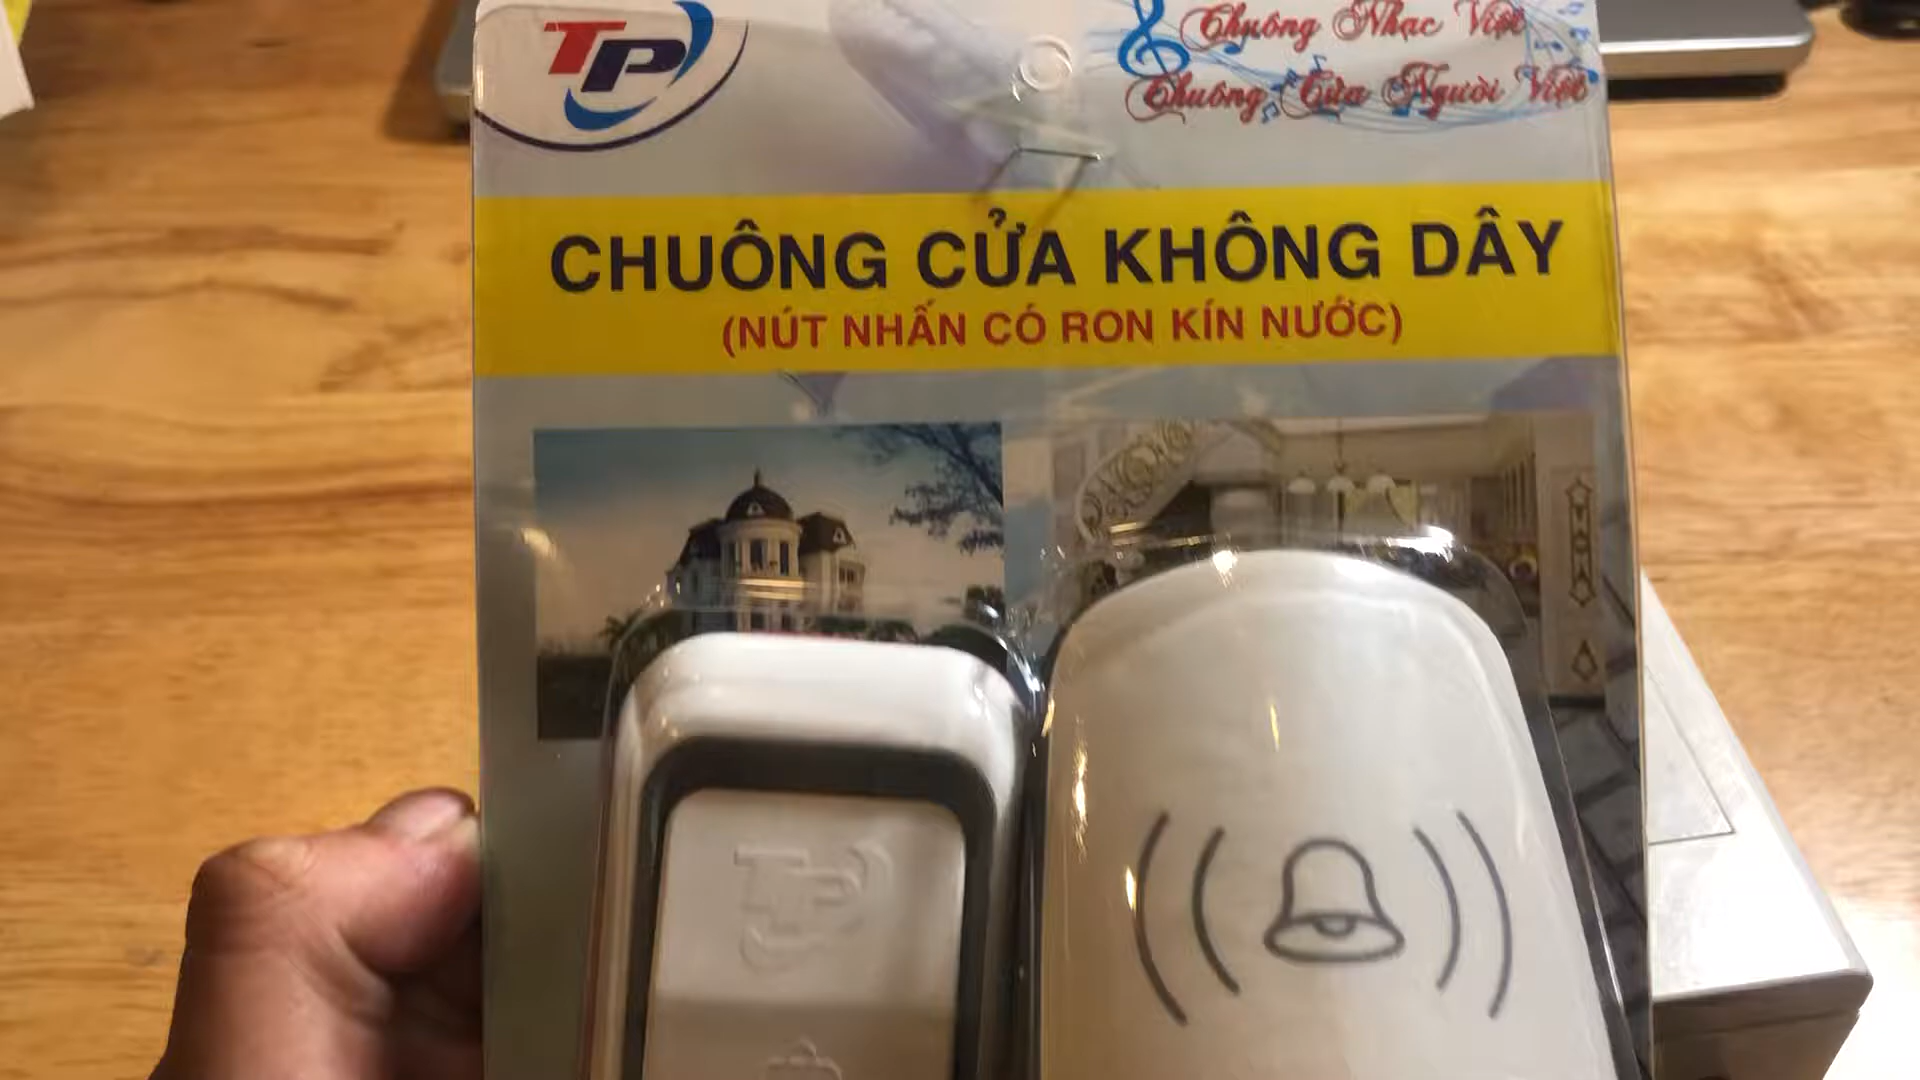 TP
Chuông Nhạc Việt
Chuông Cửa Người Việt
CHUÔNG CỬA KHÔNG DÂY
(NÚT NHẤN CÓ RON KÍN NƯỚC)
TP